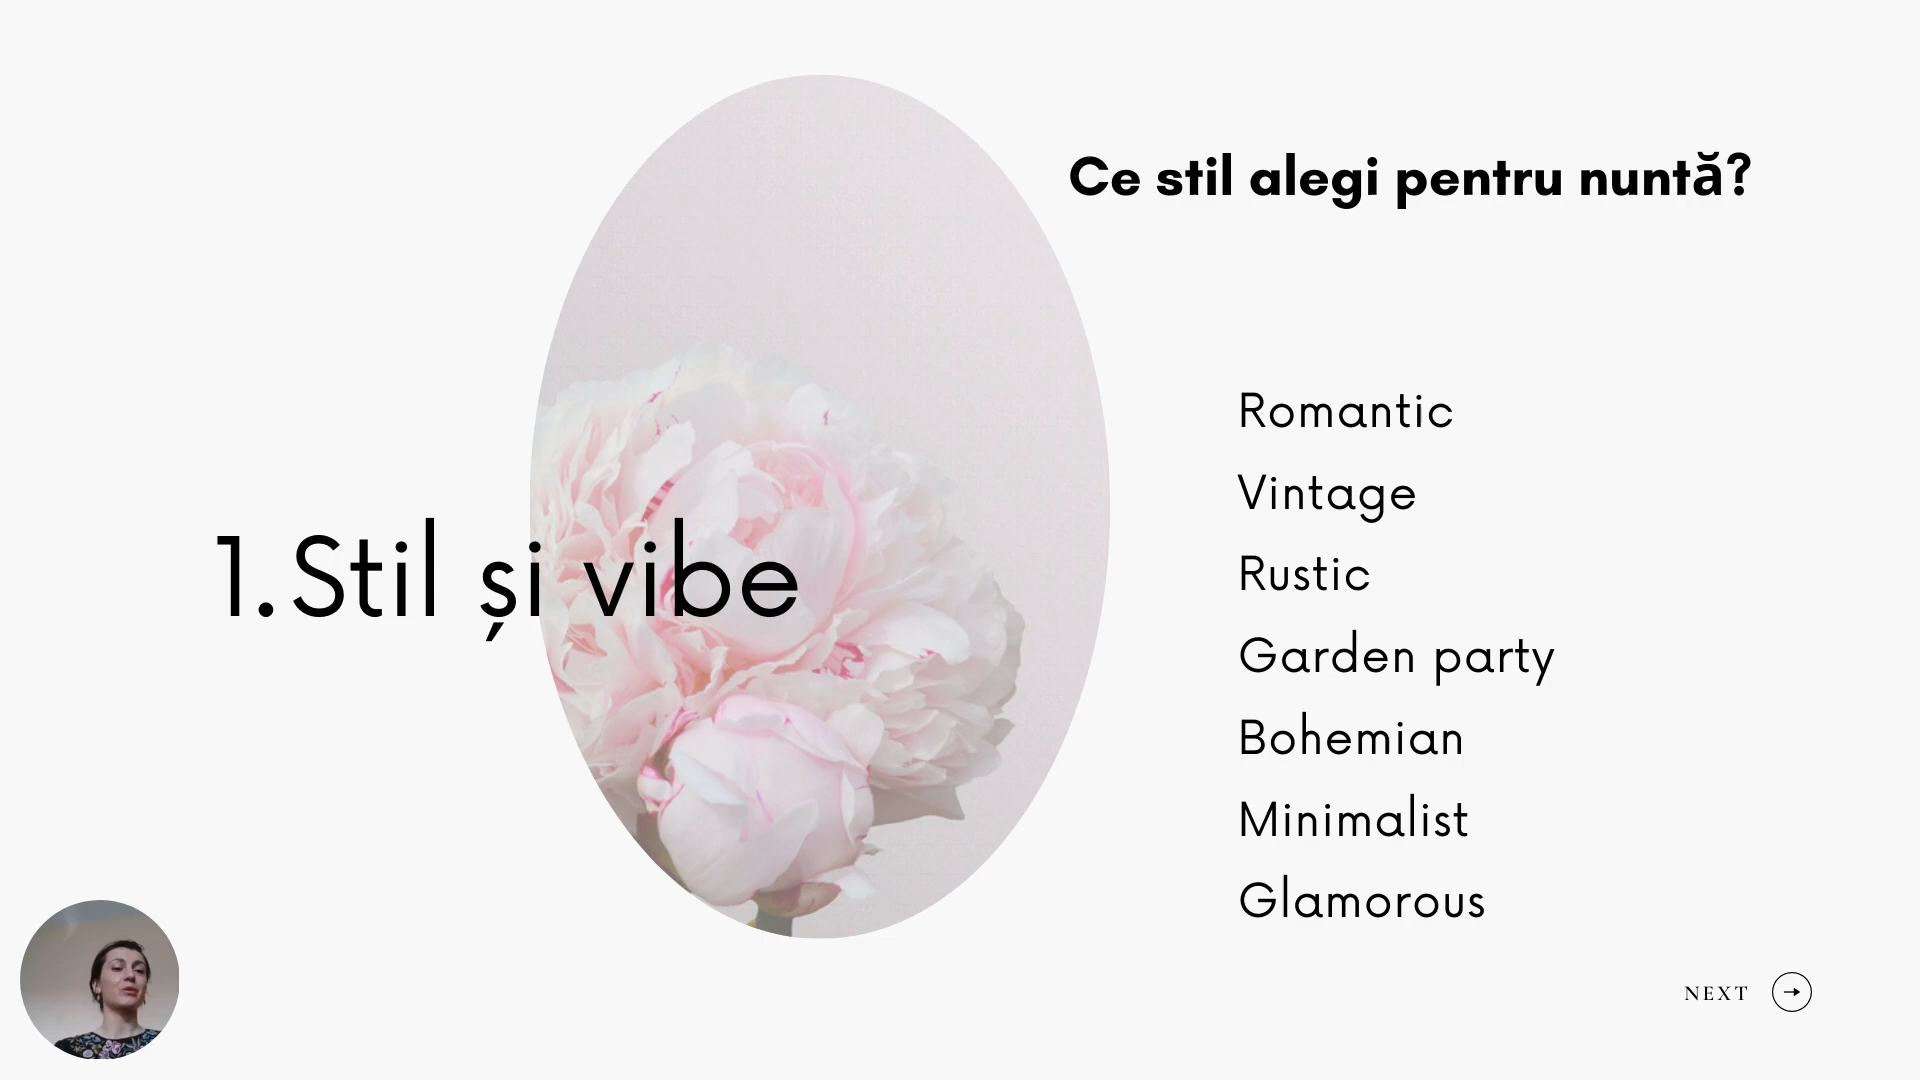 1. Stil și vibe
Ce stil alegi pentru nuntă?
Romantic
Vintage
Rustic
Garden party
Bohemian
Minimalist
Glamorous
NEXT